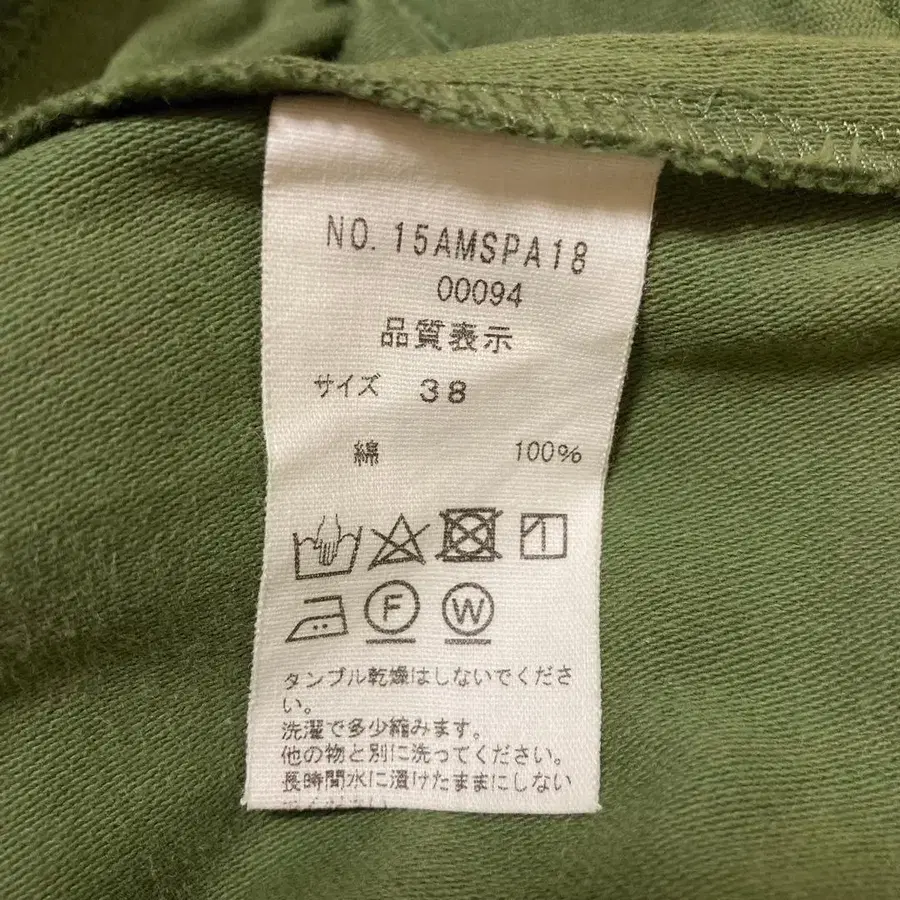 NO. 15AMSPA18
00094
品質表示
サイズ 38
綿 100%
F W
タンブル乾燥はしないでくださ
い。
洗濯で多少縮みます。
他の物と別に洗ってください。
長時間水に漬けたままにしない